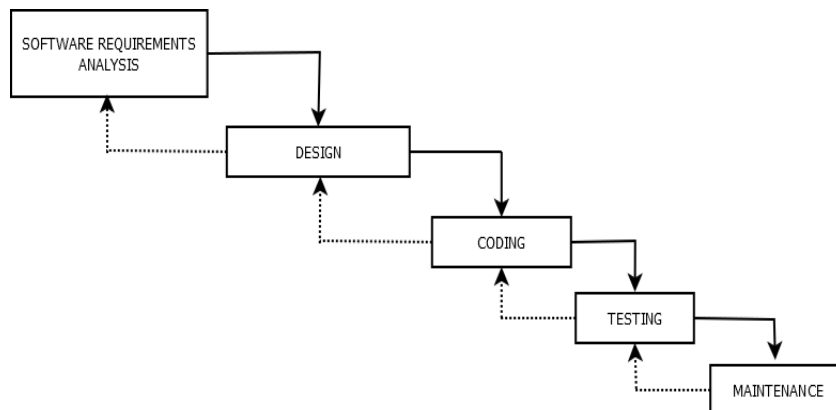 SOFTWARE REQUIREMENTS
ANALYSIS
DESIGN
CODING
TESTING
MAINTENANCE